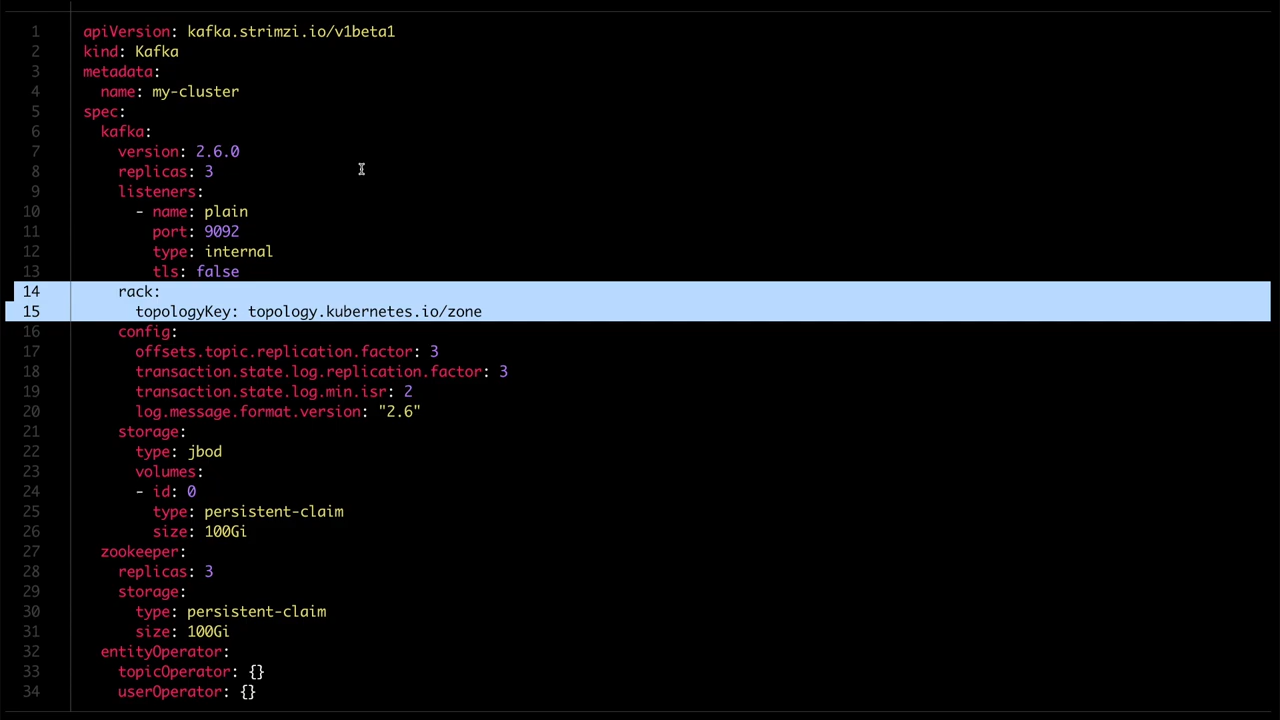 1 apiVersion: kafka.strimzi.io/v1beta1
2 kind: Kafka
3 metadata:
4   name: my-cluster
5 spec:
6   kafka:
7     version: 2.6.0
8     replicas: 3
9     listeners:
10       - name: plain
11         port: 9092
12         type: internal
13         tls: false
14     rack:
15       topologyKey: topology.kubernetes.io/zone
16     config:
17       offsets.topic.replication.factor: 3
18       transaction.state.log.replication.factor: 3
19       transaction.state.log.min.isr: 2
20       log.message.format.version: "2.6"
21     storage:
22       type: jbod
23       volumes:
24       - id: 0
25         type: persistent-claim
26         size: 100Gi
27   zookeeper:
28     replicas: 3
29     storage:
30       type: persistent-claim
31       size: 100Gi
32   entityOperator:
33     topicOperator: {}
34     userOperator: {}